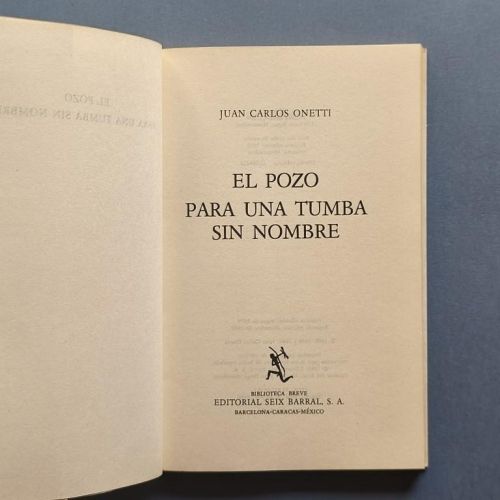 JUAN CARLOS ONETTI
EL POZO
PARA UNA TUMBA
SIN NOMBRE
BIBLIOTECA BREVE
EDITORIAL SEIX BARRAL, S. A.
BARCELONA-CARACAS-MÉXICO